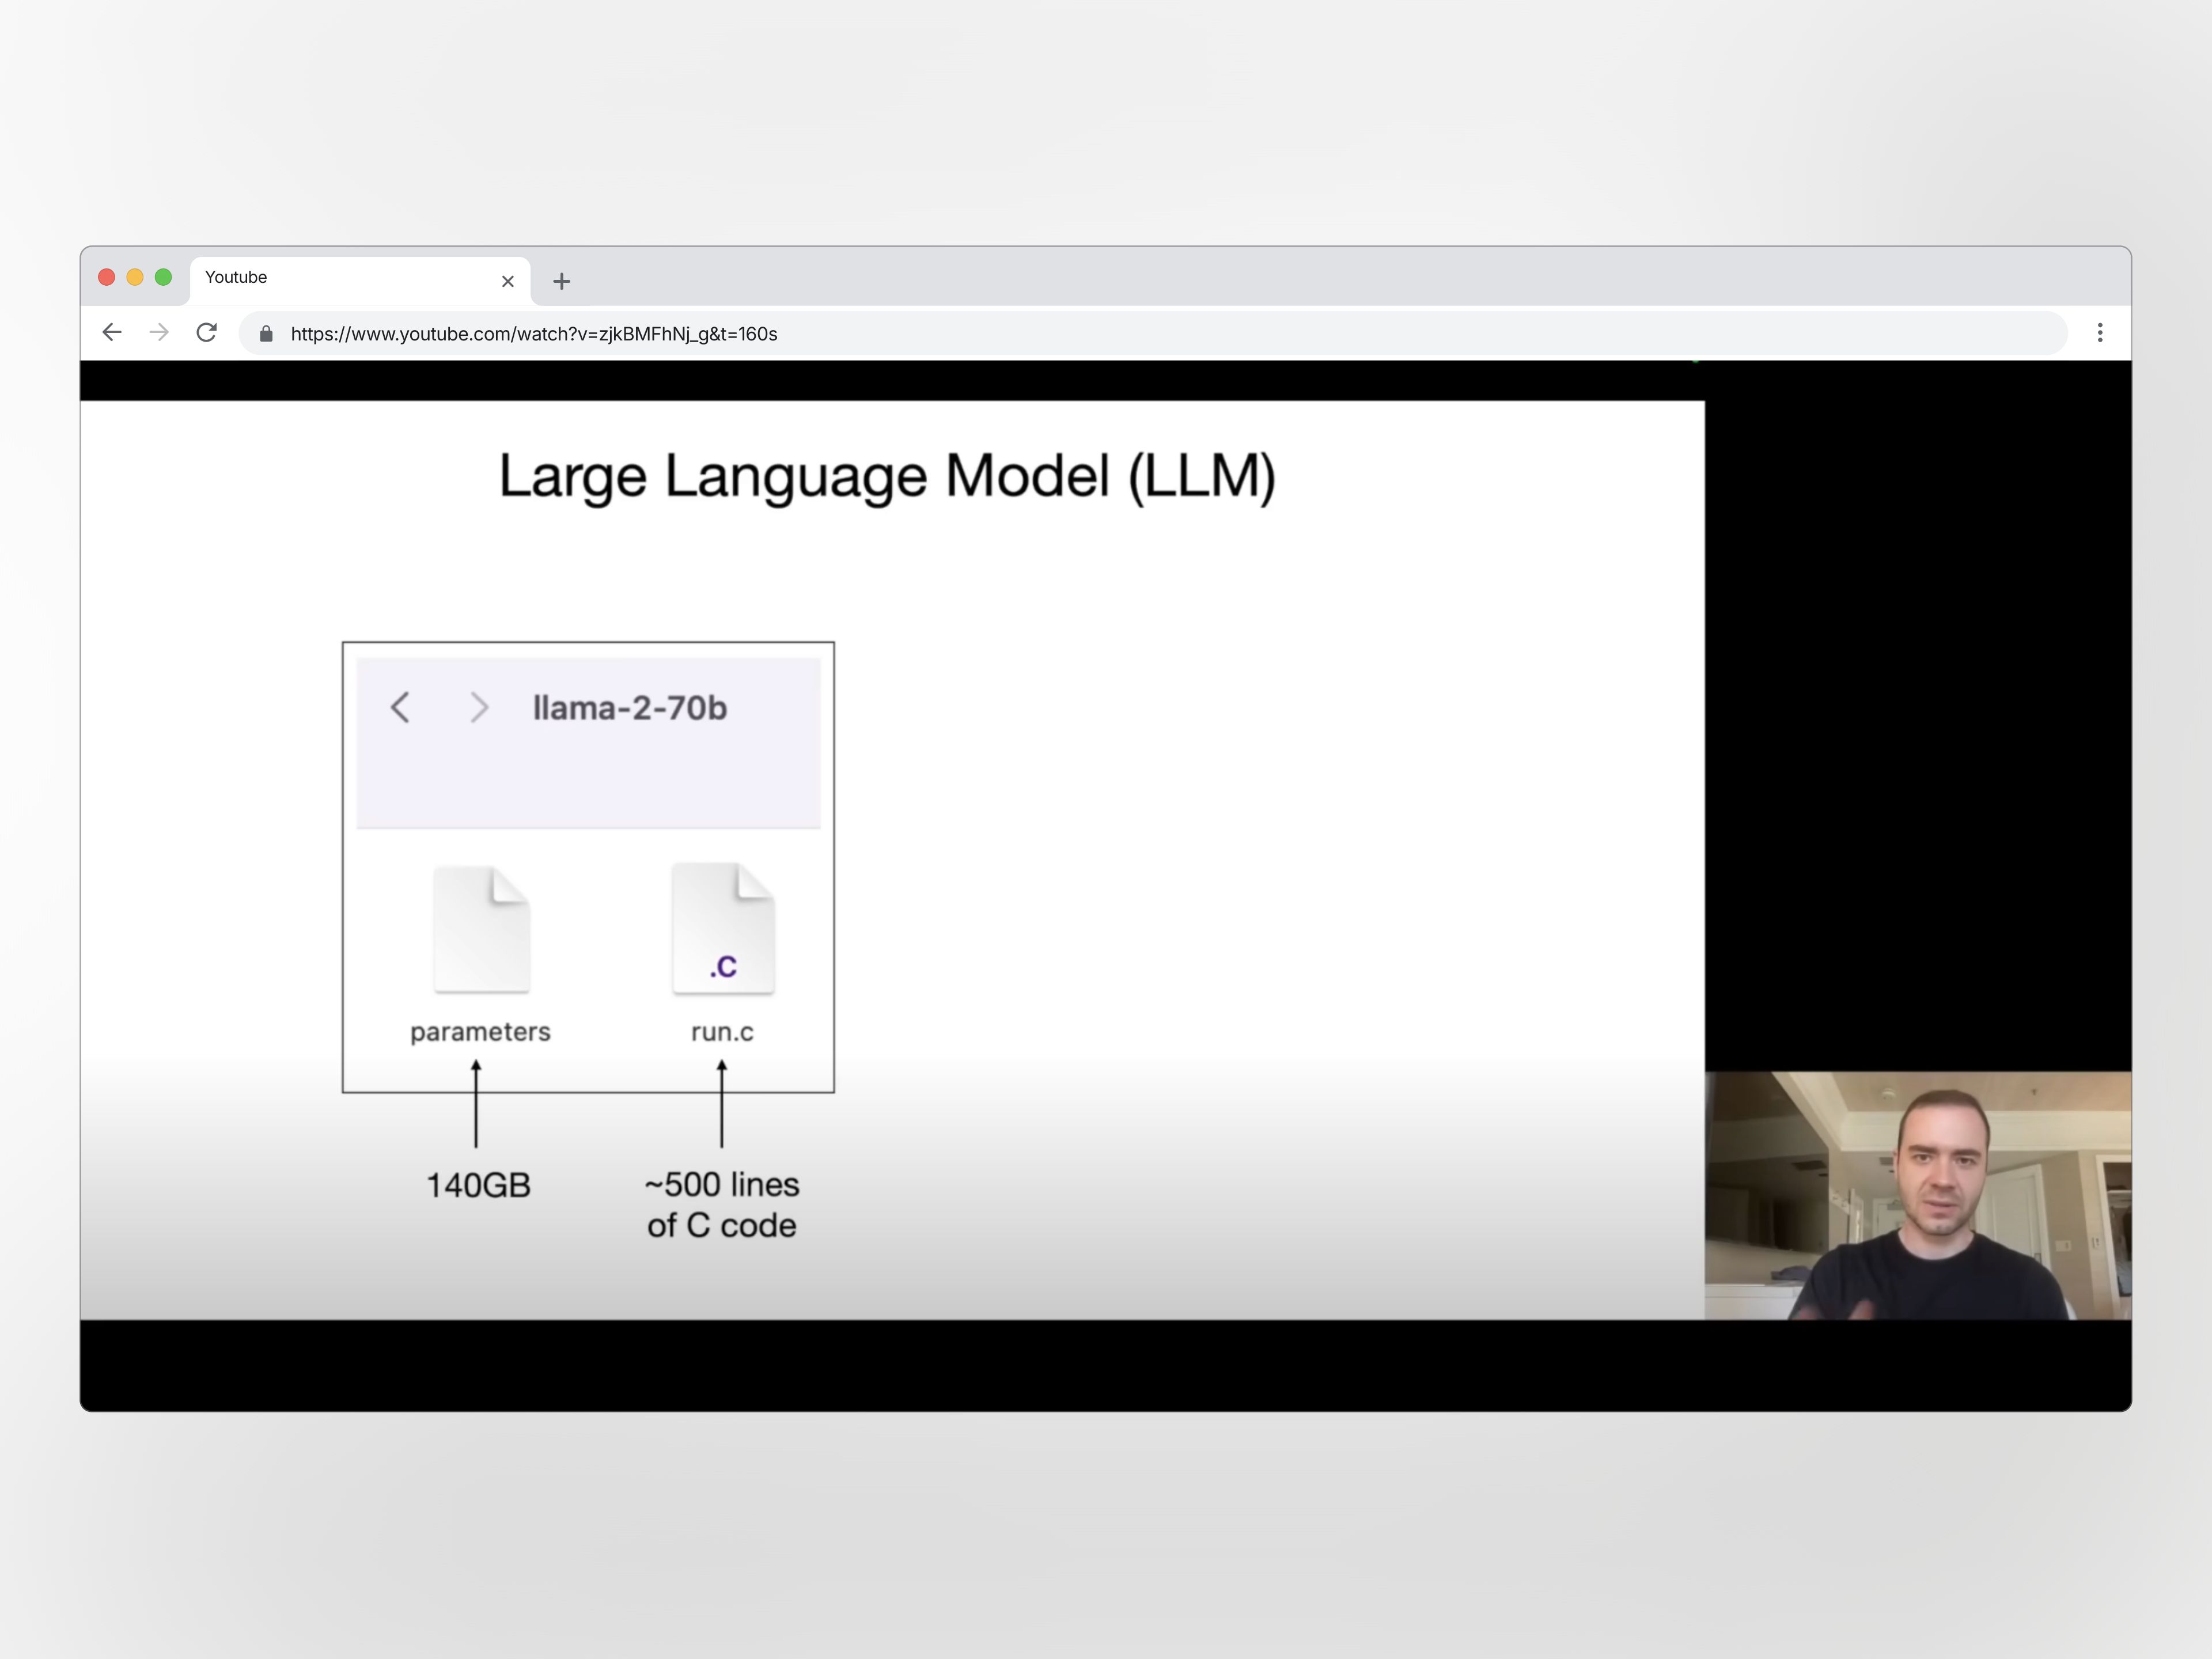 Youtube
https://www.youtube.com/watch?v=zjkBMFhNj_g&t=160s
Large Language Model (LLM)
llama-2-70b
.C
parameters
run.c
140GB
~500 lines
of C code